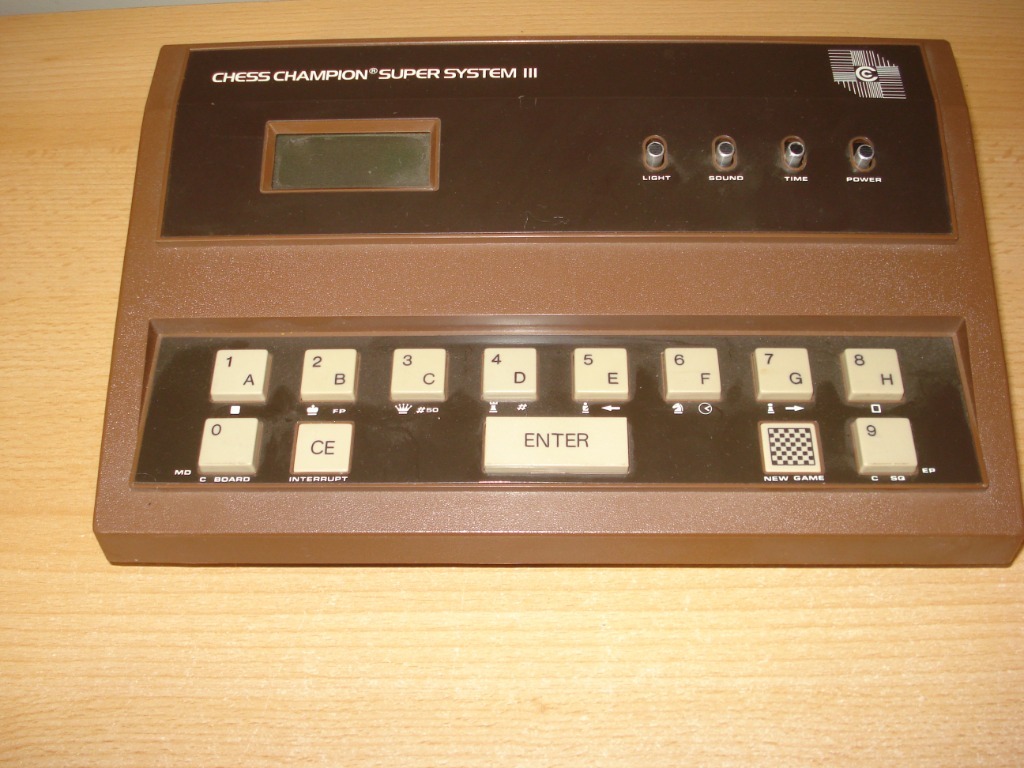 CHESS CHAMPION® SUPER SYSTEM III
C
LIGHT SOUND TIME POWER
1 A 2 B 3 C 4 D 5 E 6 F 7 G 8 H
FP #50 #
0 CE ENTER 9
MD C BOARD INTERRUPT NEW GAME C SQ EP